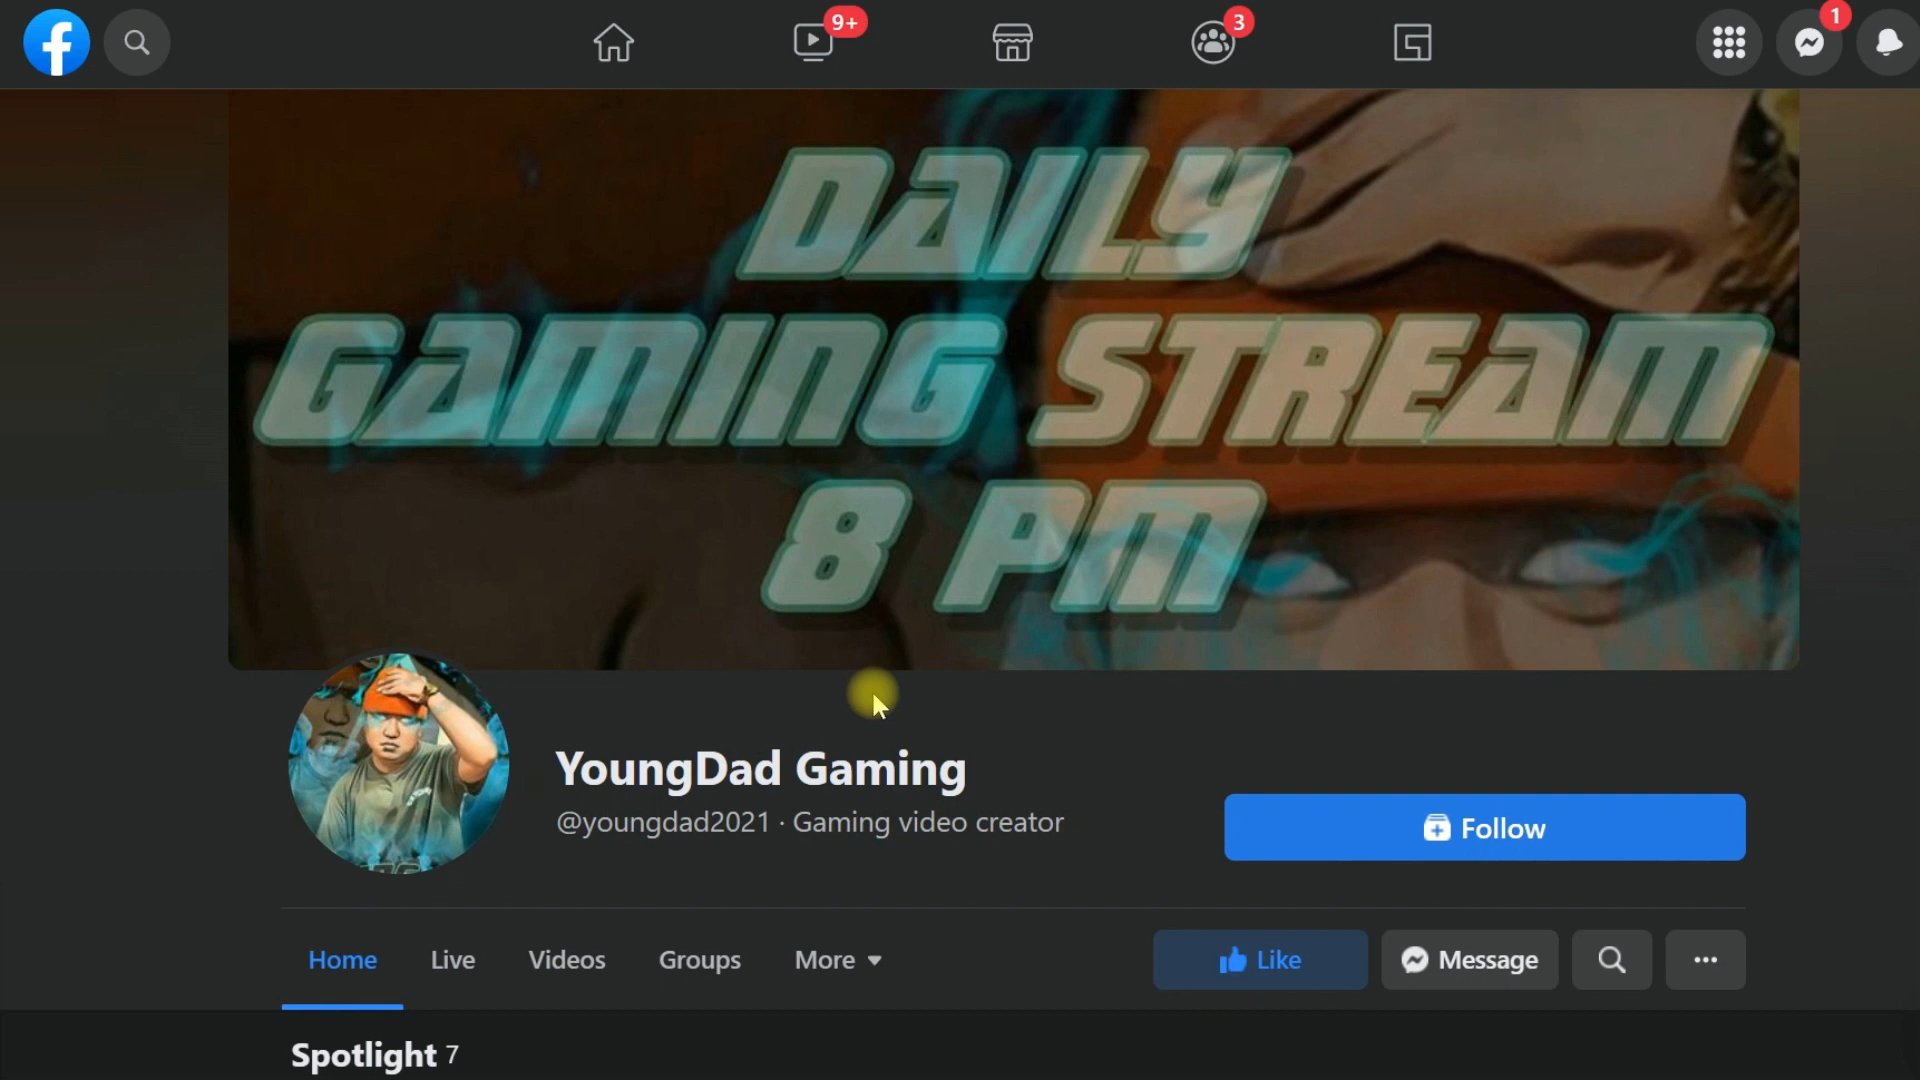 9+
3
1
DAILY
GAMING STREAM
8 PM
YoungDad Gaming
@youngdad2021 · Gaming video creator
Follow
Home
Live
Videos
Groups
More
Like
Message
Spotlight 7